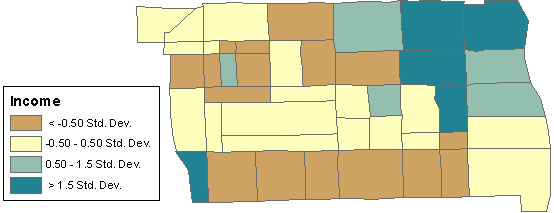 Income
< -0.50 Std. Dev.
-0.50 - 0.50 Std. Dev.
0.50 - 1.5 Std. Dev.
> 1.5 Std. Dev.